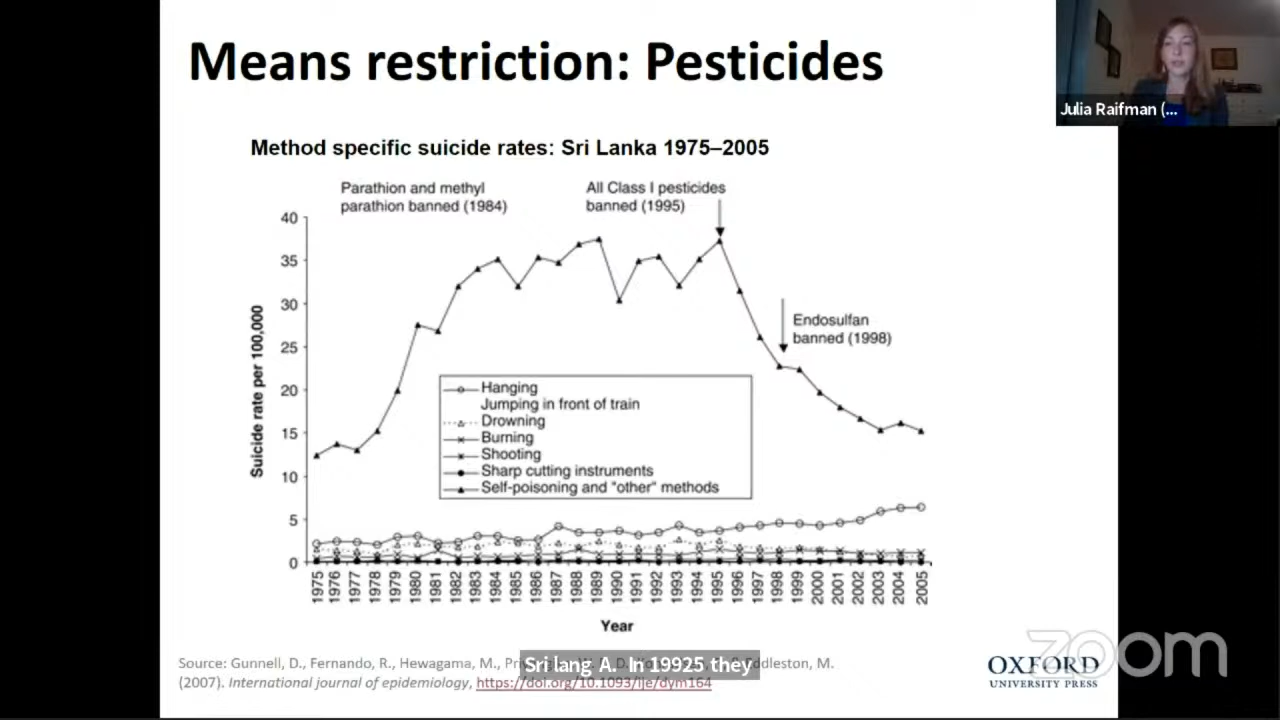 Means restriction: Pesticides
Julia Raifman (...
Method specific suicide rates: Sri Lanka 1975–2005
Parathion and methyl
parathion banned (1984)
All Class I pesticides
banned (1995)
Endosulfan
banned (1998)
Suicide rate per 100,000
40
35
30
25
20
15
10
5
0
Hanging
Jumping in front of train
Drowning
Burning
Shooting
Sharp cutting instruments
Self-poisoning and "other" methods
1975 1976 1977 1978 1979 1980 1981 1982 1983 1984 1985 1986 1987 1988 1989 1990 1991 1992 1993 1994 1995 1996 1997 1998 1999 2000 2001 2002 2003 2004 2005
Year
Source: Gunnell, D., Fernando, R., Hewagama, M., Eddleston, M.
(2007). International journal of epidemiology, https://doi.org/10.1093/ije/dym164
Sri lang A. In 19925 they
OXFORD
UNIVERSITY PRESS
zoom